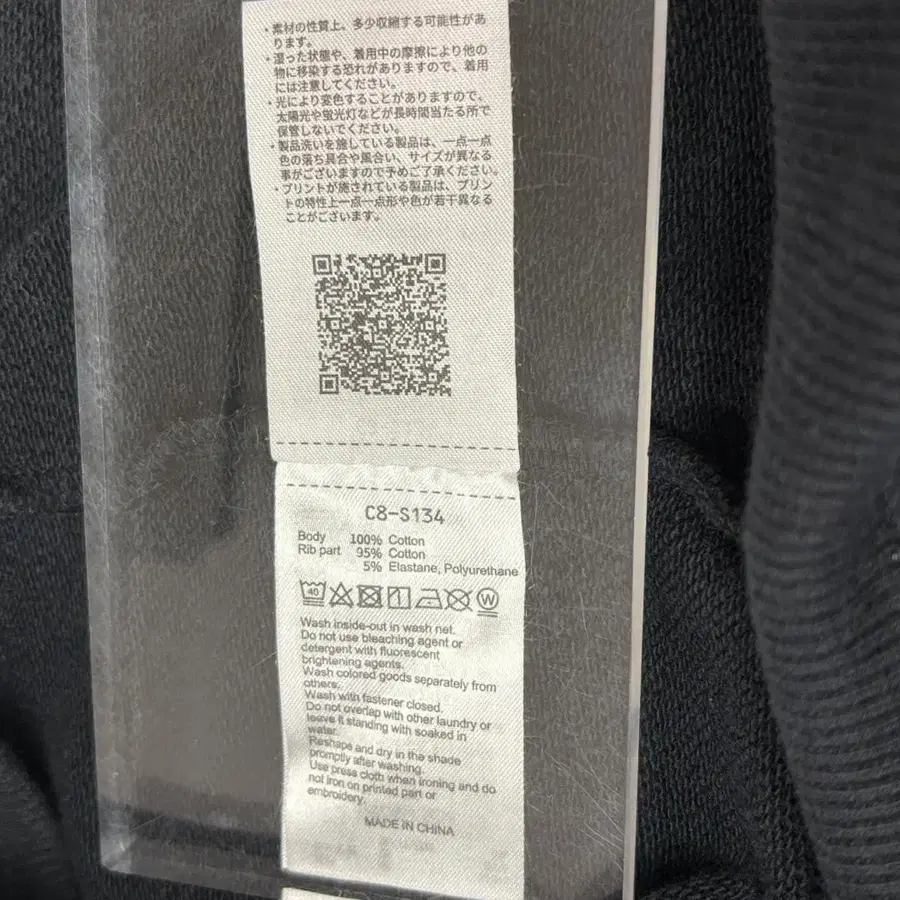 ・素材の性質上、多少収縮する可能性があ
ります。
・湿った状態や、着用中の摩擦により他の
物に移染する恐れがありますので、着用
には注意してください。
・光により変色することがありますので、
太陽光や蛍光灯などが長時間当たる所で
保管しないでください。
・製品洗いを施している製品は、一点一点
色の落ち具合や風合い、サイズが異なる
事がございますので予めご了承ください。
・プリントが施されている製品は、プリン
トの特性上一点一点形や色が若干異なる
ことがございます。
C8-S134
Body 100% Cotton
Rib part 95% Cotton
5% Elastane, Polyurethane
40 W
Wash inside-out in wash net.
Do not use bleaching agent or
detergent with fluorescent
brightening agents.
Wash colored goods separately from
others.
Wash with fastener closed.
Do not overlap with other laundry or
leave it standing with soaked in
water.
Reshape and dry in the shade
promptly after washing.
Use press cloth when ironing and do
not iron on printed part or
embroidery.
MADE IN CHINA